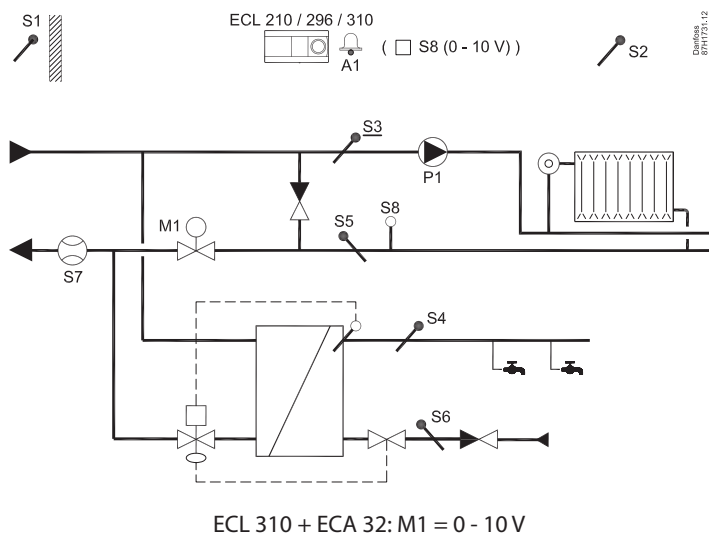 S1
ECL 210 / 296 / 310
A1
( S8 (0 - 10 V) )
S2
Danfoss
87H1731.12
S3
P1
M1
S5
S8
S7
S4
S6
ECL 310 + ECA 32: M1 = 0 - 10 V